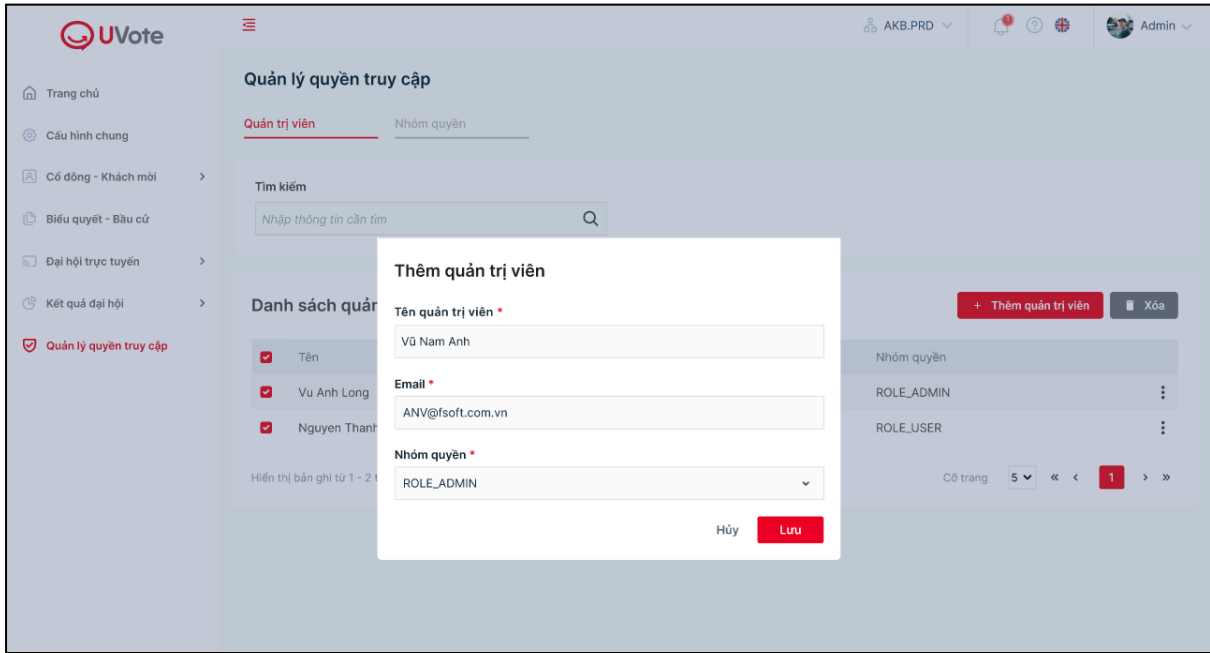 UVote
AKB.PRD
Admin
Quản lý quyền truy cập
Trang chủ
Quản trị viên
Nhóm quyền
Cấu hình chung
Cổ đông - Khách mời
Tìm kiếm
Biểu quyết - Bầu cử
Nhập thông tin cần tìm
Đại hội trực tuyến
Thêm quản trị viên
Kết quả đại hội
Danh sách quản
Tên quản trị viên *
+ Thêm quản trị viên
Xóa
Vũ Nam Anh
Quản lý quyền truy cập
Tên
Nhóm quyền
Email *
Vu Anh Long
ROLE_ADMIN
ANV@fsoft.com.vn
Nguyen Thanh
ROLE_USER
Nhóm quyền *
Hiển thị bản ghi từ 1 - 2 t
ROLE_ADMIN
Cỡ trang 5 « < 1 > »
Hủy
Lưu